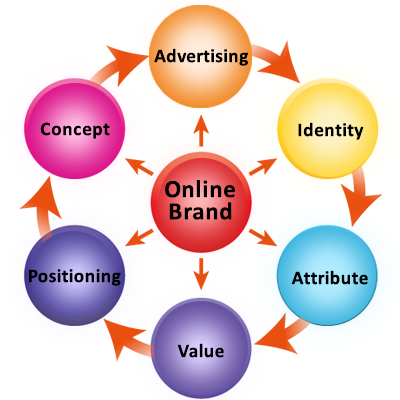 Advertising
Identity
Attribute
Value
Positioning
Concept
Online
Brand